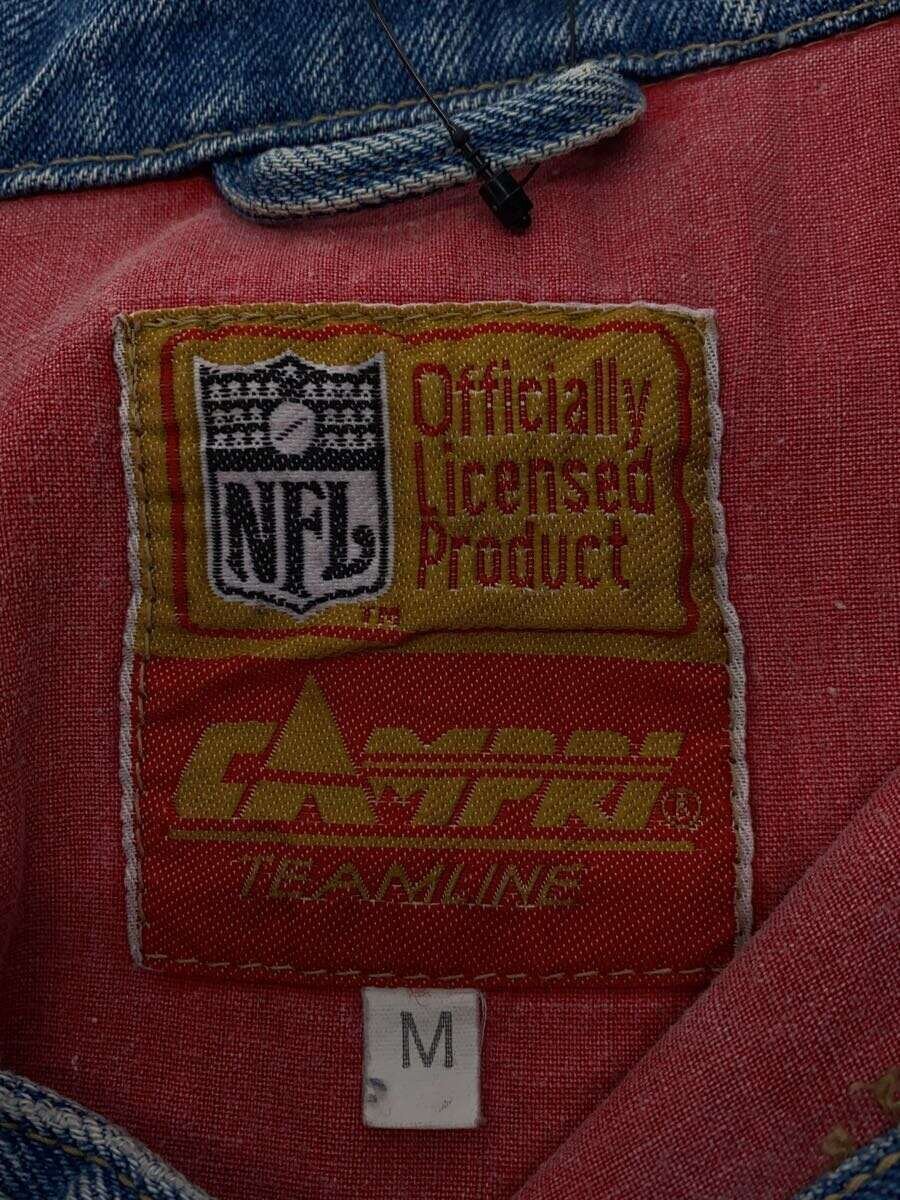 NFL
Officially
Licensed
Product
TM
CAMPRI®
TEAMLINE
M